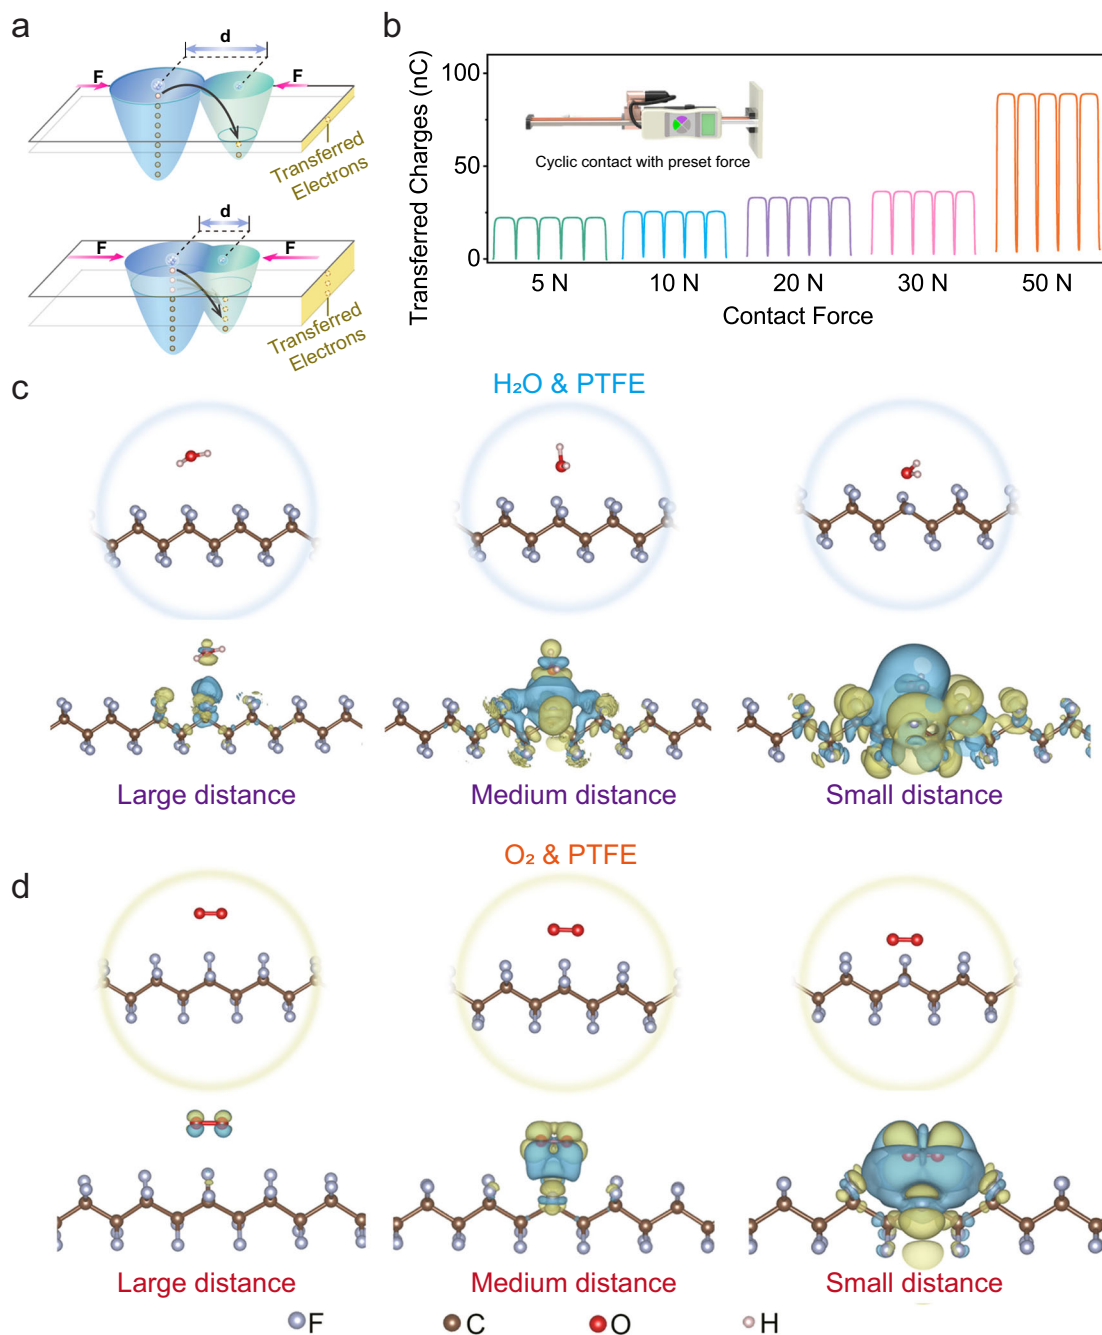 a
d
F
F
Transferred
Electrons
d
F
F
Transferred
Electrons
b
Transferred Charges (nC)
100
50
0
Cyclic contact with preset force
5 N
10 N
20 N
30 N
50 N
Contact Force
c
H₂O & PTFE
Large distance
Medium distance
Small distance
d
O₂ & PTFE
Large distance
Medium distance
Small distance
F
C
O
H